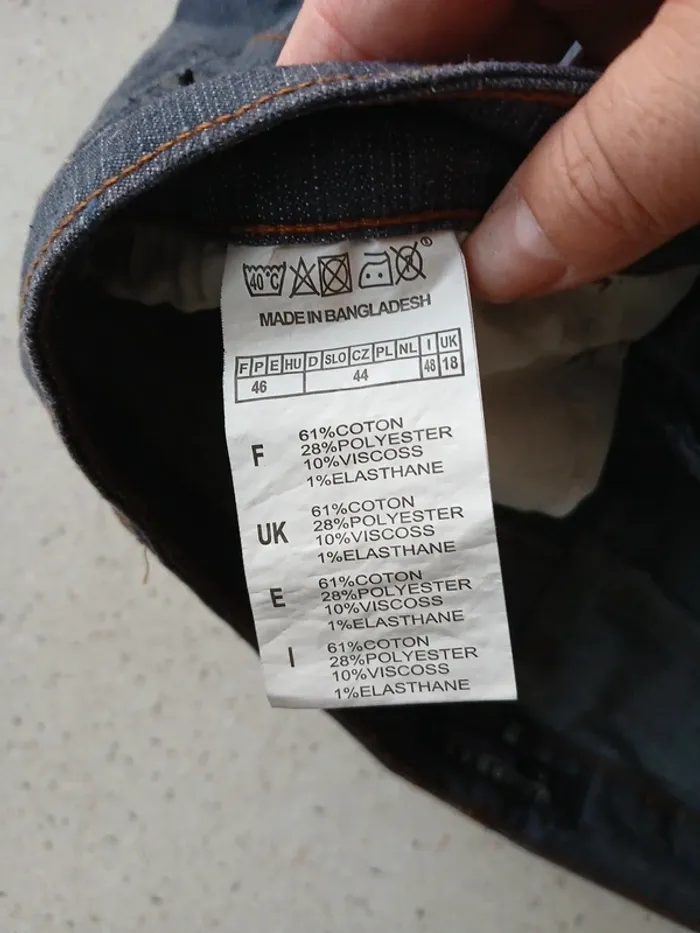 40°C ®
MADE IN BANGLADESH
F P E HU D SLO CZ PL NL I UK
46 44 48 18
F
61%COTON
28%POLYESTER
10%VISCOSS
1%ELASTHANE
UK
61%COTON
28%POLYESTER
10%VISCOSS
1%ELASTHANE
E
61%COTON
28%POLYESTER
10%VISCOSS
1%ELASTHANE
I
61%COTON
28%POLYESTER
10%VISCOSS
1%ELASTHANE